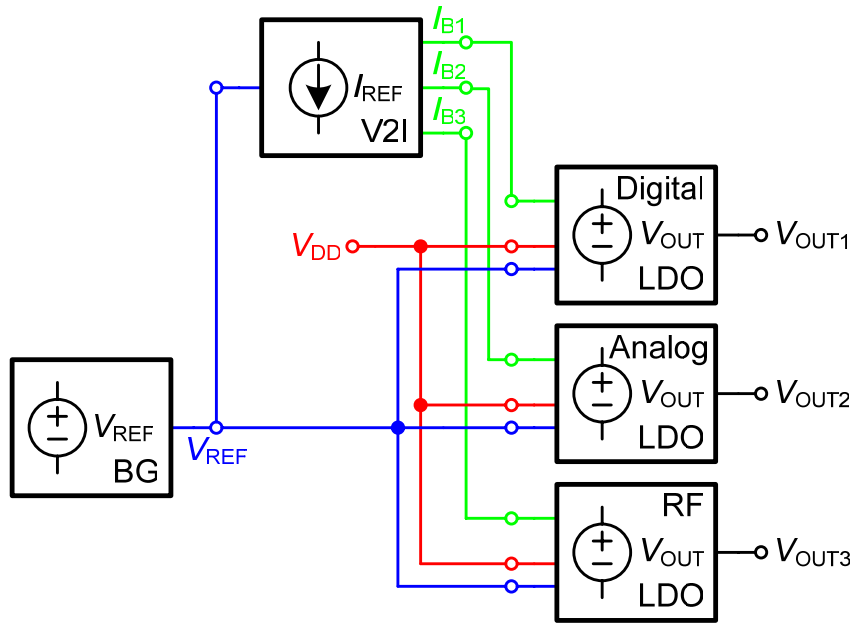 IB1
IB2
IREF
IB3
V2I
Digital
VDD
VOUT
VOUT1
LDO
Analog
VREF
VOUT
VOUT2
VREF
LDO
BG
RF
VOUT
VOUT3
LDO